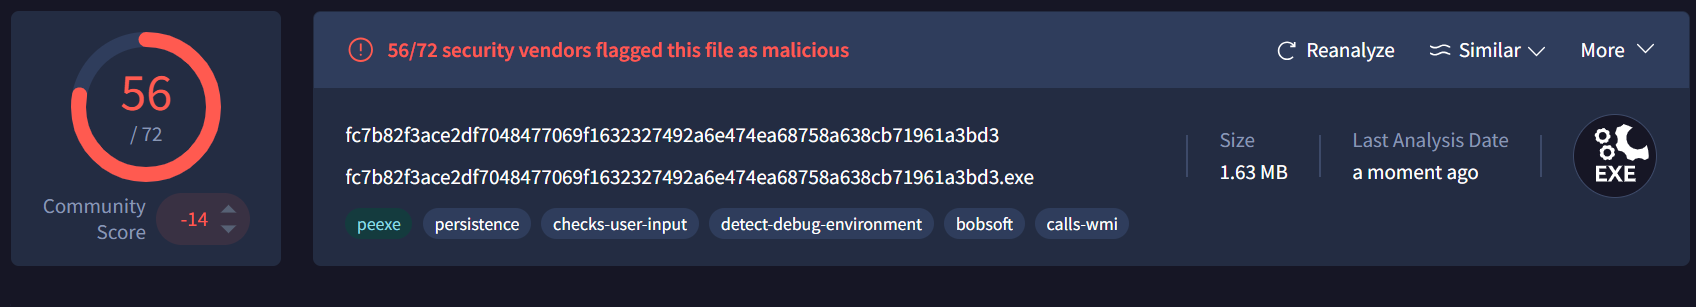 56
/ 72
Community
Score
-14
56/72 security vendors flagged this file as malicious
Reanalyze
Similar
More
fc7b82f3ace2df7048477069f1632327492a6e474ea68758a638cb71961a3bd3
fc7b82f3ace2df7048477069f1632327492a6e474ea68758a638cb71961a3bd3.exe
peexe
persistence
checks-user-input
detect-debug-environment
bobsoft
calls-wmi
Size
1.63 MB
Last Analysis Date
a moment ago
EXE